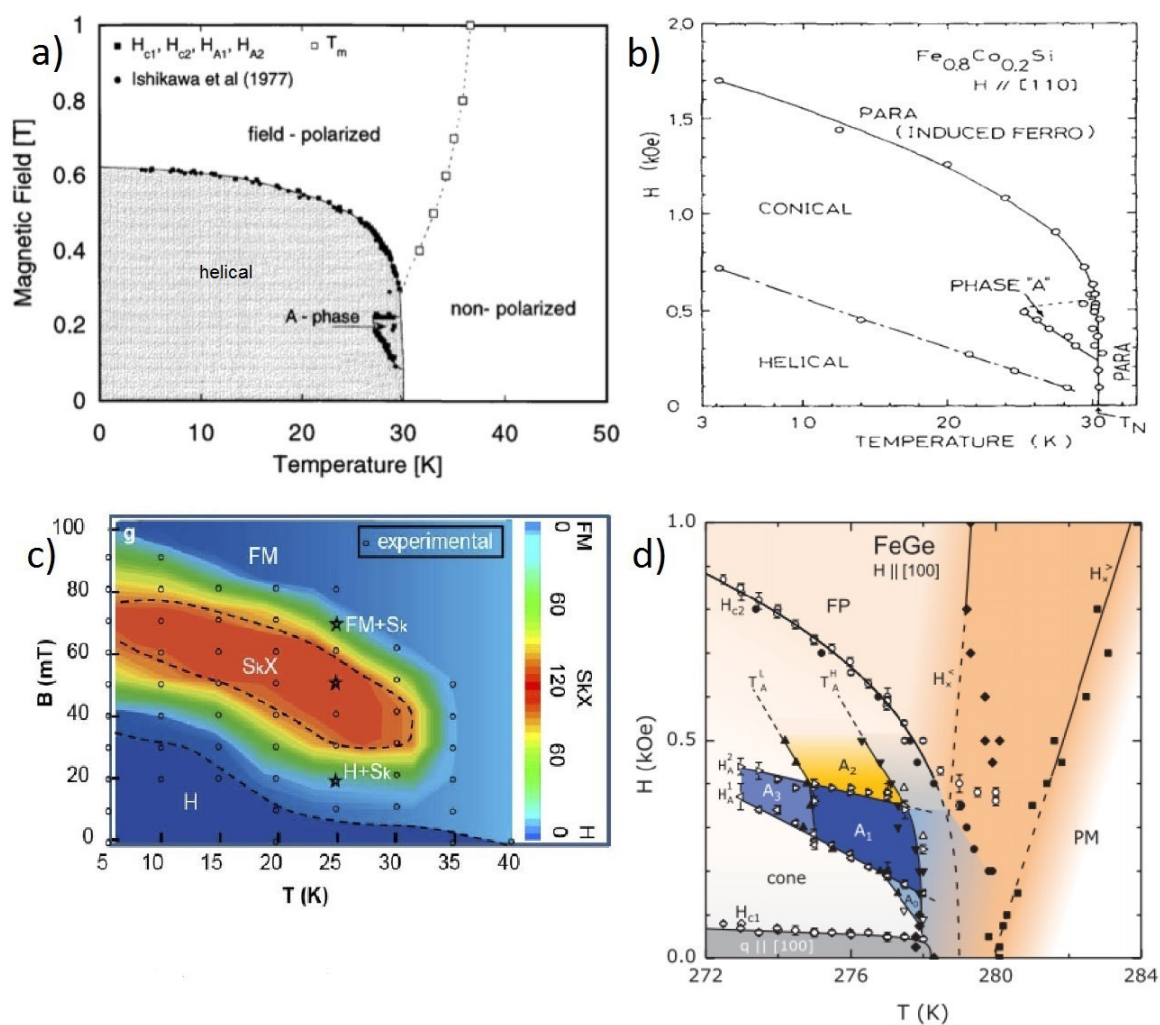 a)
H_c1, H_c2, H_A1, H_A2 T_m
Ishikawa et al (1977)
field - polarized
helical
A - phase
non- polarized
Magnetic Field [T]
1
0.8
0.6
0.4
0.2
0
0 10 20 30 40 50
Temperature [K]
b)
Fe0.8Co0.2Si
H // [110]
PARA
(INDUCED FERRO)
CONICAL
PHASE "A"
HELICAL
PARA
T_N
H (kOe)
2.0
1.5
1.0
0.5
0
3 10 20 30
TEMPERATURE (K)
c)
g
experimental
FM
FM+Sk
SkX
H+Sk
H
B (mT)
100
80
60
40
20
0
5 10 15 20 25 30 35 40
T (K)
0 60 120 60 0
FM SkX H
d)
FeGe
H || [100]
H_c2
FP
T_A^L
T_A^H
H_x^<
H_x^>
H_A^2
H_A^1
A_2
A_3
A_1
A_0
cone
PM
H_c1
q || [100]
H (kOe)
1.0
0.5
0.0
272 276 280 284
T (K)